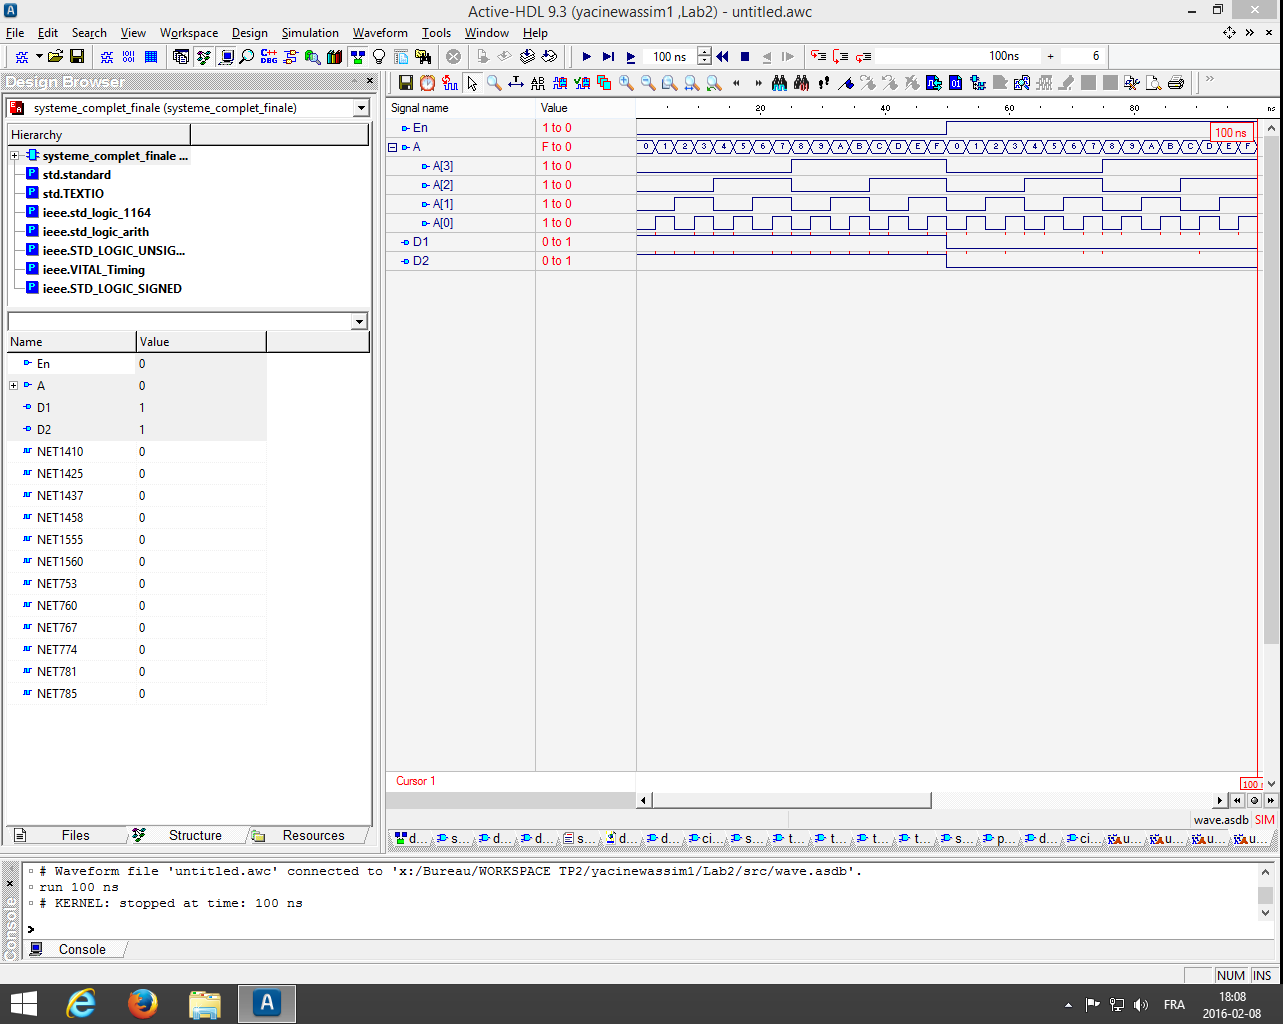 Active-HDL 9.3 (yacinewassim1 ,Lab2) - untitled.awc
File Edit Search View Workspace Design Simulation Waveform Tools Window Help
100 ns 100ns + 6
Design Browser
systeme_complet_finale (systeme_complet_finale)
Hierarchy
systeme_complet_finale ...
std.standard
std.TEXTIO
ieee.std_logic_1164
ieee.std_logic_arith
ieee.STD_LOGIC_UNSIG...
ieee.VITAL_Timing
ieee.STD_LOGIC_SIGNED
Name Value
En 0
A 0
D1 1
D2 1
NET1410 0
NET1425 0
NET1437 0
NET1458 0
NET1555 0
NET1560 0
NET753 0
NET760 0
NET767 0
NET774 0
NET781 0
NET785 0
Files Structure Resources
Signal name Value 20 40 60 80 ns
En 1 to 0 100 ns
A F to 0 0 1 2 3 4 5 6 7 8 9 A B C D E F 0 1 2 3 4 5 6 7 8 9 A B C D E F
A[3] 1 to 0
A[2] 1 to 0
A[1] 1 to 0
A[0] 1 to 0
D1 0 to 1
D2 0 to 1
Cursor 1 100
wave.asdb SIM
d... s... d... d... s... d... d... ci... s... t... t... t... t... s... p... d... ci... u... u... u... u...
# Waveform file 'untitled.awc' connected to 'x:/Bureau/WORKSPACE TP2/yacinewassim1/Lab2/src/wave.asdb'.
run 100 ns
# KERNEL: stopped at time: 100 ns
>
Console
NUM INS
FRA 18:08
2016-02-08